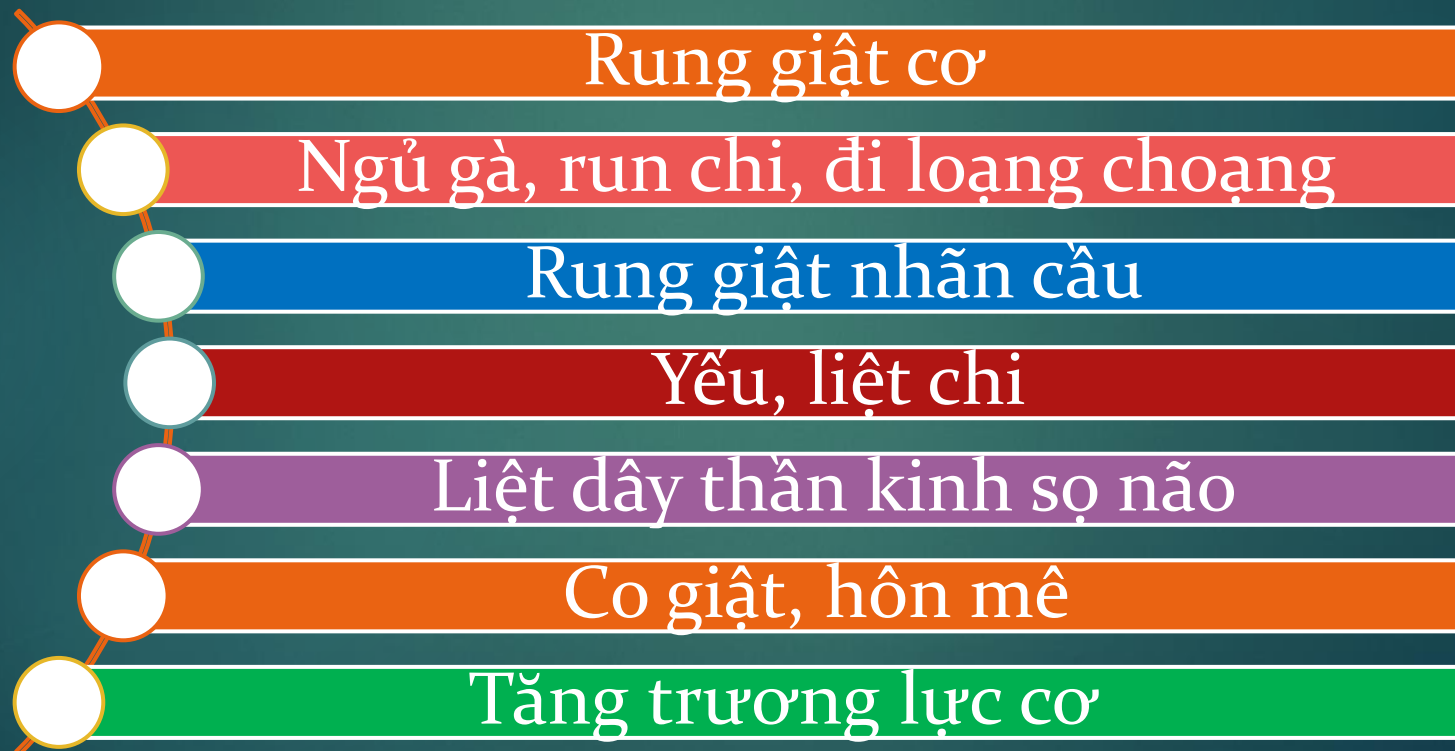 Rung giật cơ
Ngủ gà, run chi, đi loạng choạng
Rung giật nhãn cầu
Yếu, liệt chi
Liệt dây thần kinh sọ não
Co giật, hôn mê
Tăng trương lực cơ